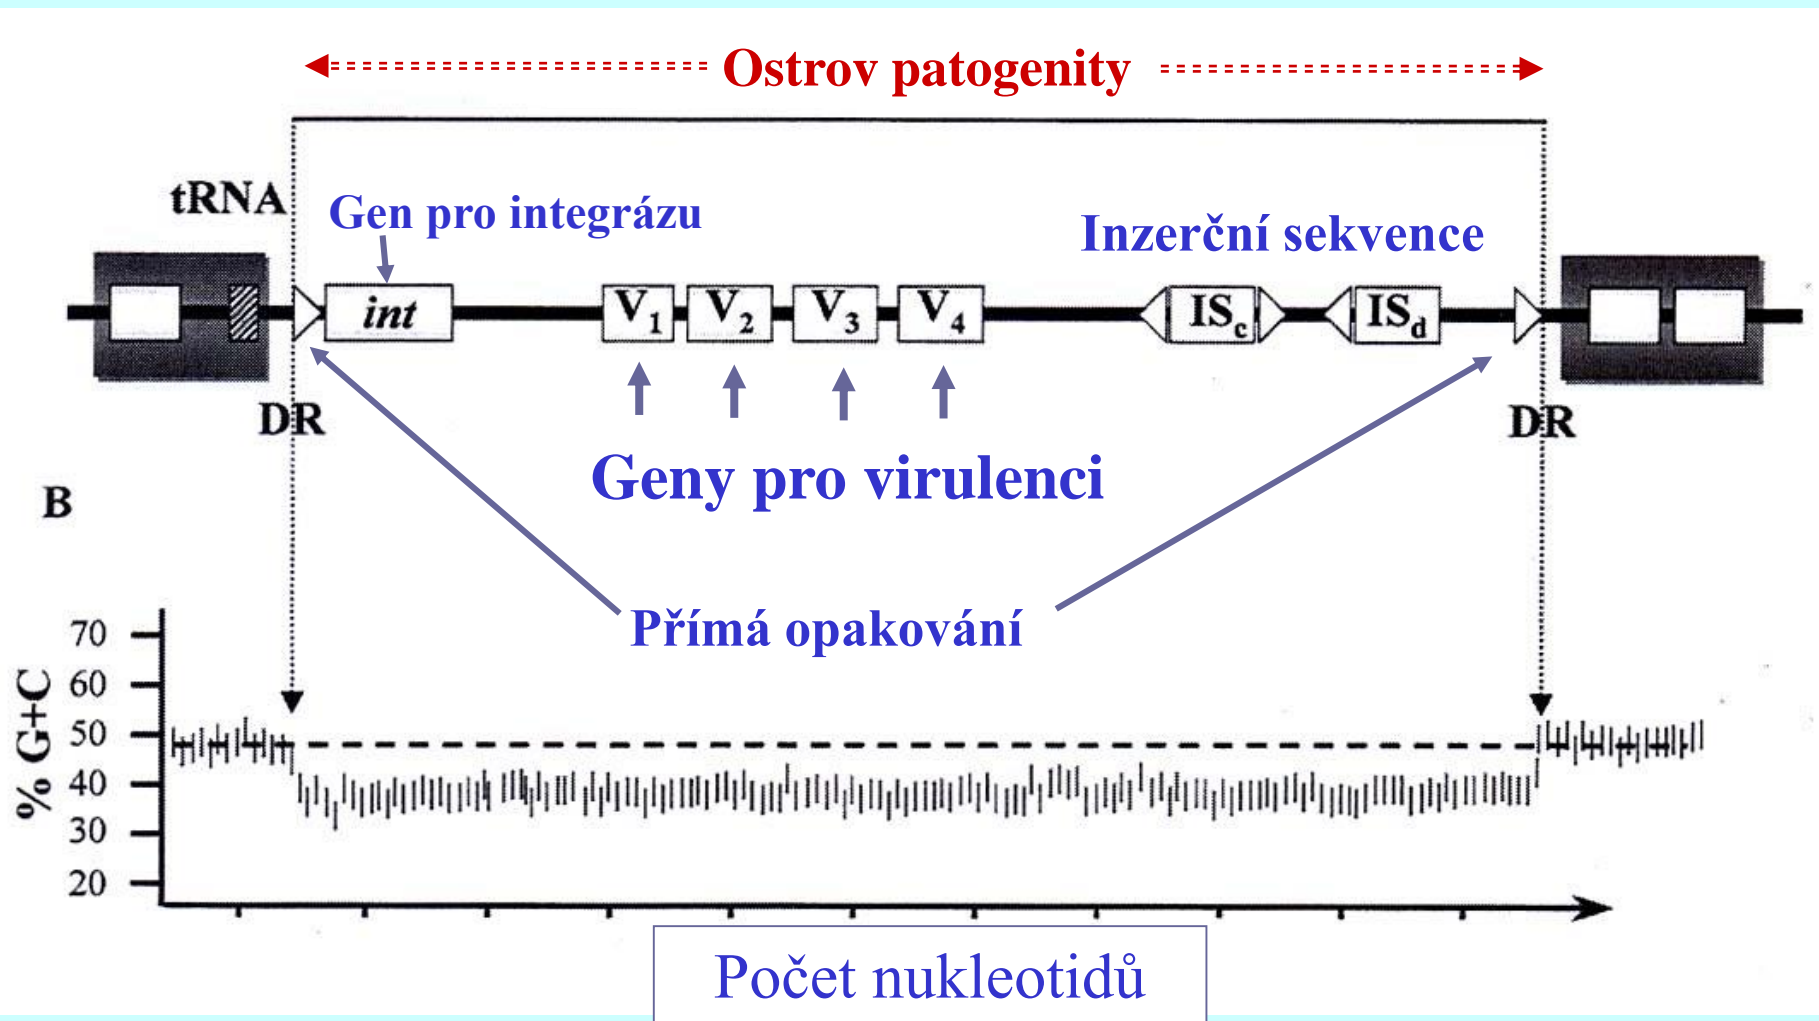 Ostrov patogenity
tRNA
Gen pro integrázu
Inzerční sekvence
int
V1
V2
V3
V4
ISc
ISd
DR
DR
Geny pro virulenci
B
Přímá opakování
% G+C
70
60
50
40
30
20
Počet nukleotidů